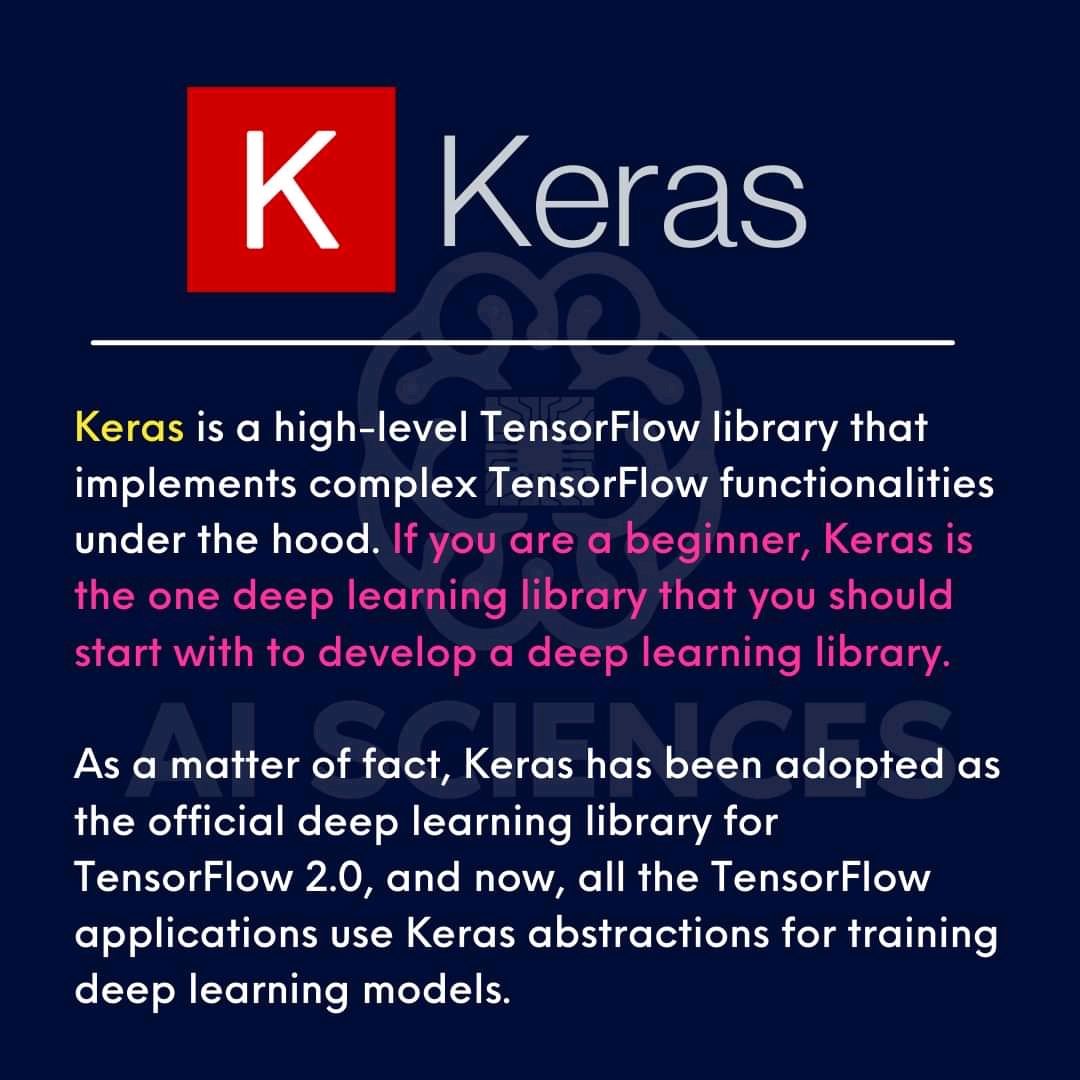 K Keras
Keras is a high-level TensorFlow library that
implements complex TensorFlow functionalities
under the hood. If you are a beginner, Keras is
the one deep learning library that you should
start with to develop a deep learning library.
AI SCIENCES
As a matter of fact, Keras has been adopted as
the official deep learning library for
TensorFlow 2.0, and now, all the TensorFlow
applications use Keras abstractions for training
deep learning models.